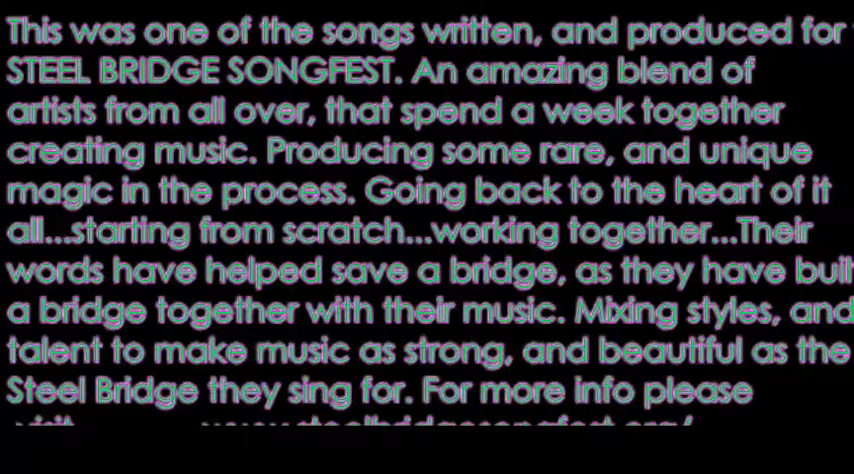 This was one of the songs written, and produced for
STEEL BRIDGE SONGFEST. An amazing blend of
artists from all over, that spend a week together
creating music. Producing some rare, and unique
magic in the process. Going back to the heart of it
all...starting from scratch...working together...Their
words have helped save a bridge, as they have built
a bridge together with their music. Mixing styles, and
talent to make music as strong, and beautiful as the
Steel Bridge they sing for. For more info please
visit